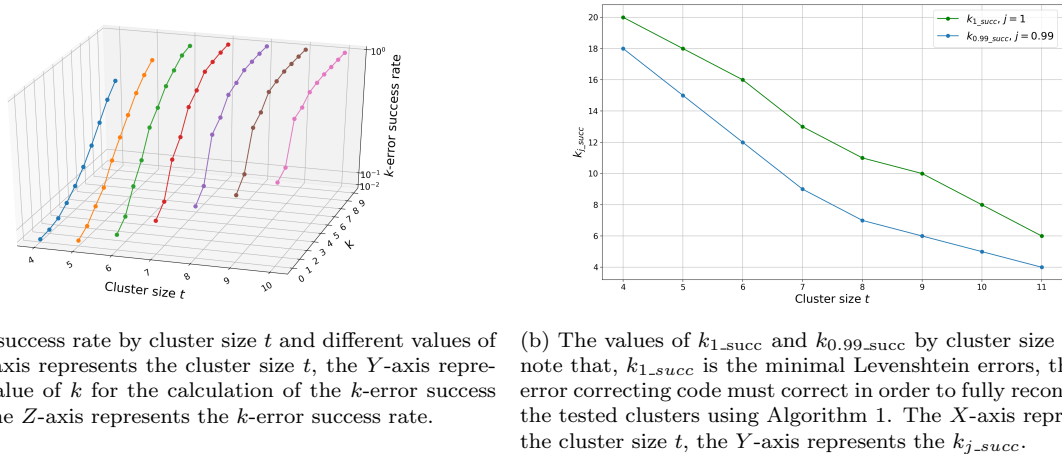 10⁰
10⁻¹
10⁻²
k-error success rate
0 1 2 3 4 5 6 7 8 9
K
4 5 6 7 8 9 10
Cluster size t
20
18
16
14
12
10
8
6
4
k_{j_succ}
k_{1_succ}, j = 1
k_{0.99_succ}, j = 0.99
4 5 6 7 8 9 10 11
Cluster size t
success rate by cluster size t and different values of
axis represents the cluster size t, the Y-axis repre-
alue of k for the calculation of the k-error success
e Z-axis represents the k-error success rate.
(b) The values of k_{1_succ} and k_{0.99_succ} by cluster size
note that, k_{1_succ} is the minimal Levenshtein errors, th
error correcting code must correct in order to fully recon
the tested clusters using Algorithm 1. The X-axis repr
the cluster size t, the Y-axis represents the k_{j_succ}.